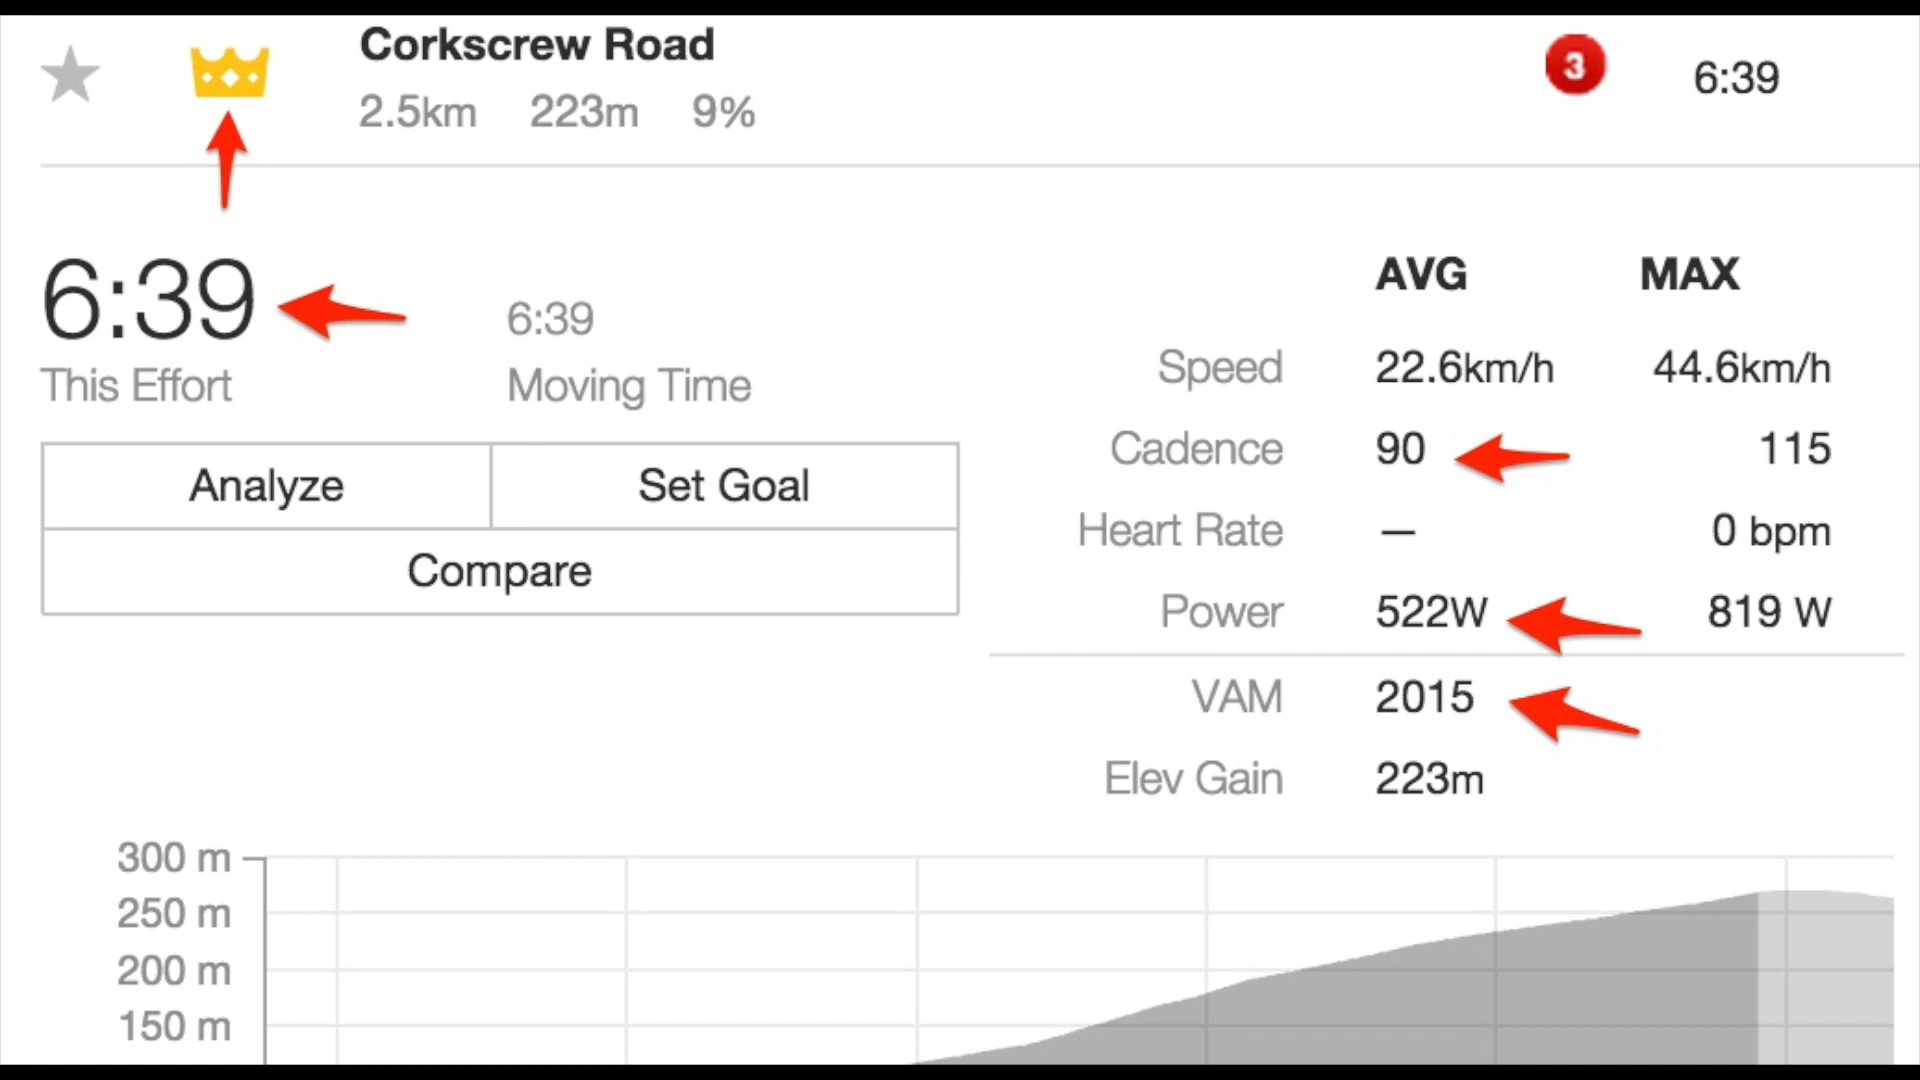 Corkscrew Road
2.5km 223m 9%
3 6:39
6:39
This Effort
6:39
Moving Time
Analyze Set Goal
Compare
AVG MAX
Speed 22.6km/h 44.6km/h
Cadence 90 115
Heart Rate — 0 bpm
Power 522W 819 W
VAM 2015
Elev Gain 223m
300 m
250 m
200 m
150 m